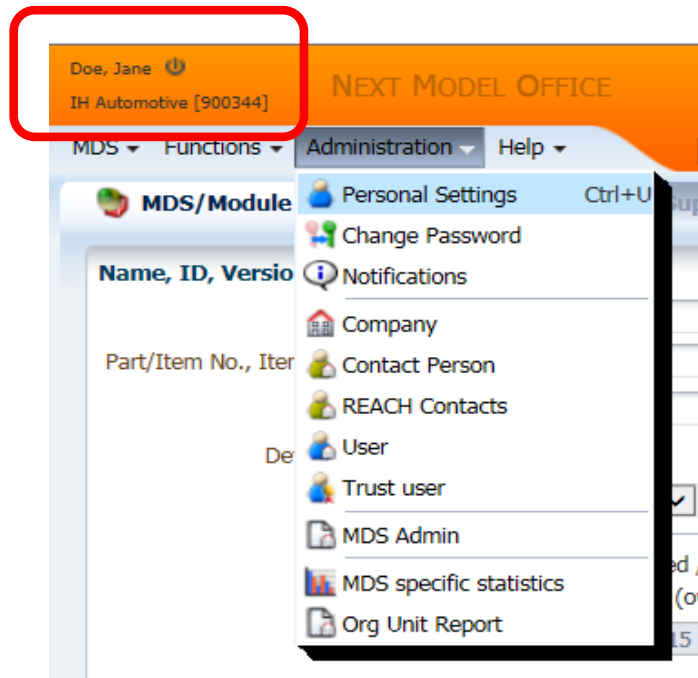 Doe, Jane
IH Automotive [900344]
NEXT MODEL OFFICE
MDS Functions Administration Help
MDS/Module
Personal Settings Ctrl+U
Change Password
Name, ID, Versio
Notifications
Company
Part/Item No., Iter
Contact Person
REACH Contacts
User
Trust user
MDS Admin
MDS specific statistics
Org Unit Report
15